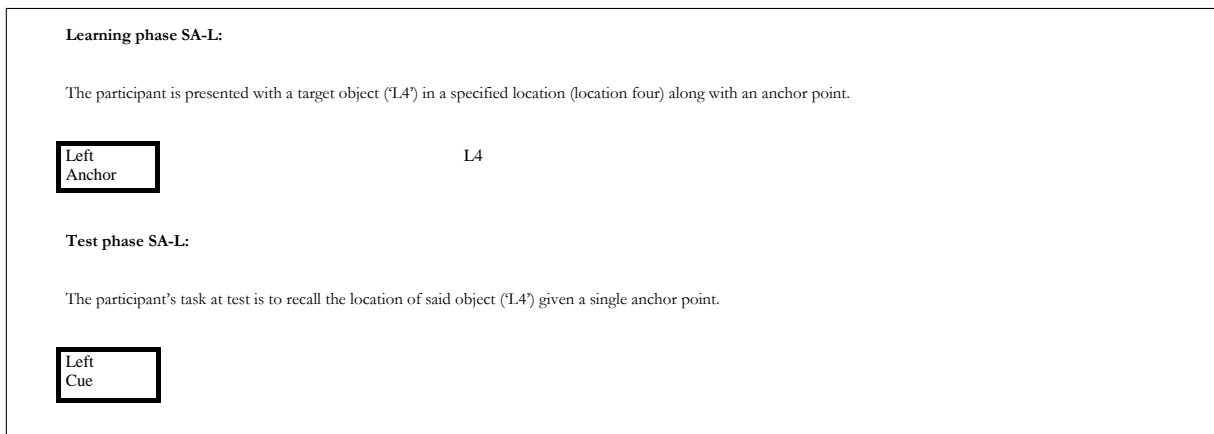 Learning phase SA-L:
The participant is presented with a target object (‘L4’) in a specified location (location four) along with an anchor point.
Left L4
Anchor
Test phase SA-L:
The participant’s task at test is to recall the location of said object (‘L4’) given a single anchor point.
Left
Cue